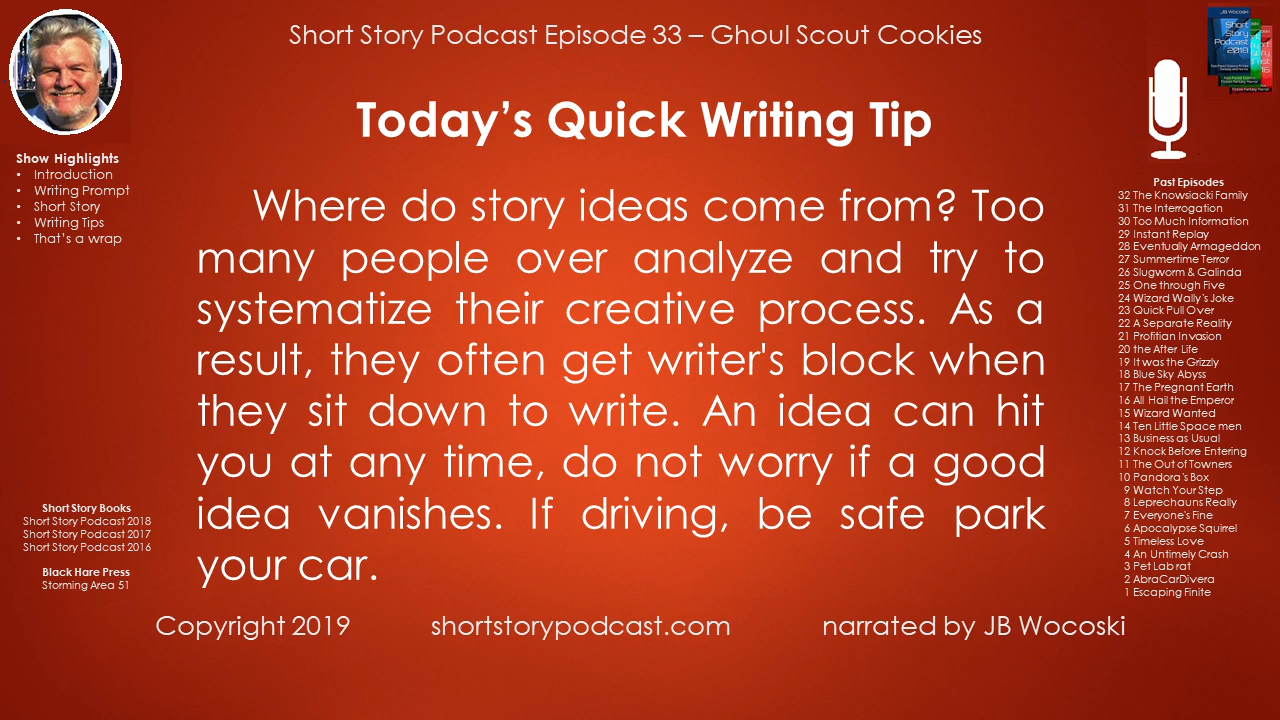 Short Story Podcast Episode 33 – Ghoul Scout Cookies
Today's Quick Writing Tip
Where do story ideas come from? Too
many people over analyze and try to
systematize their creative process. As a
result, they often get writer's block when
they sit down to write. An idea can hit
you at any time, do not worry if a good
idea vanishes. If driving, be safe park
your car.
Show Highlights
• Introduction
• Writing Prompt
• Short Story
• Writing Tips
• That's a wrap
Short Story Books
Short Story Podcast 2018
Short Story Podcast 2017
Short Story Podcast 2016
Black Hare Press
Storming Area 51
JB Wocoski
Short
Story
Podcast
2018
Past Episodes
32 The Knowsiacki Family
31 The Interrogation
30 Too Much Information
29 Instant Replay
28 Eventually Armageddon
27 Summertime Terror
26 Slugworm & Galinda
25 One through Five
24 Wizard Wally's Joke
23 Quick Pull Over
22 A Separate Reality
21 Profitian Invasion
20 the After Life
19 It was the Grizzly
18 Blue Sky Abyss
17 The Pregnant Earth
16 All Hail the Emperor
15 Wizard Wanted
14 Ten Little Space men
13 Business as Usual
12 Knock Before Entering
11 The Out of Towners
10 Pandora's Box
9 Watch Your Step
8 Leprechauns Really
7 Everyone's Fine
6 Apocalypse Squirrel
5 Timeless Love
4 An Untimely Crash
3 Pet Lab rat
2 AbraCarDivera
1 Escaping Finite
Copyright 2019 shortstorypodcast.com narrated by JB Wocoski